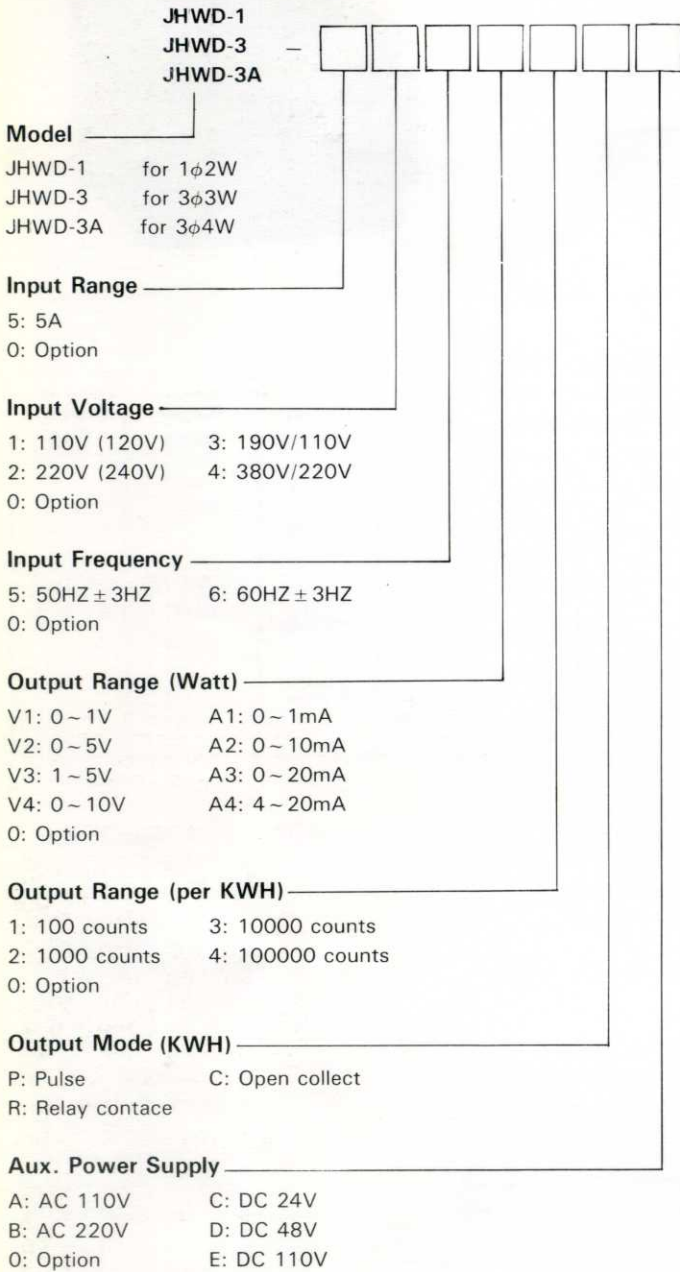 JHWD-1
JHWD-3 –
JHWD-3A
Model
JHWD-1 for 1φ2W
JHWD-3 for 3φ3W
JHWD-3A for 3φ4W
Input Range
5: 5A
0: Option
Input Voltage
1: 110V (120V) 3: 190V/110V
2: 220V (240V) 4: 380V/220V
0: Option
Input Frequency
5: 50HZ ± 3HZ 6: 60HZ ± 3HZ
0: Option
Output Range (Watt)
V1: 0 ~ 1V A1: 0 ~ 1mA
V2: 0 ~ 5V A2: 0 ~ 10mA
V3: 1 ~ 5V A3: 0 ~ 20mA
V4: 0 ~ 10V A4: 4 ~ 20mA
0: Option
Output Range (per KWH)
1: 100 counts 3: 10000 counts
2: 1000 counts 4: 100000 counts
0: Option
Output Mode (KWH)
P: Pulse C: Open collect
R: Relay contace
Aux. Power Supply
A: AC 110V C: DC 24V
B: AC 220V D: DC 48V
0: Option E: DC 110V